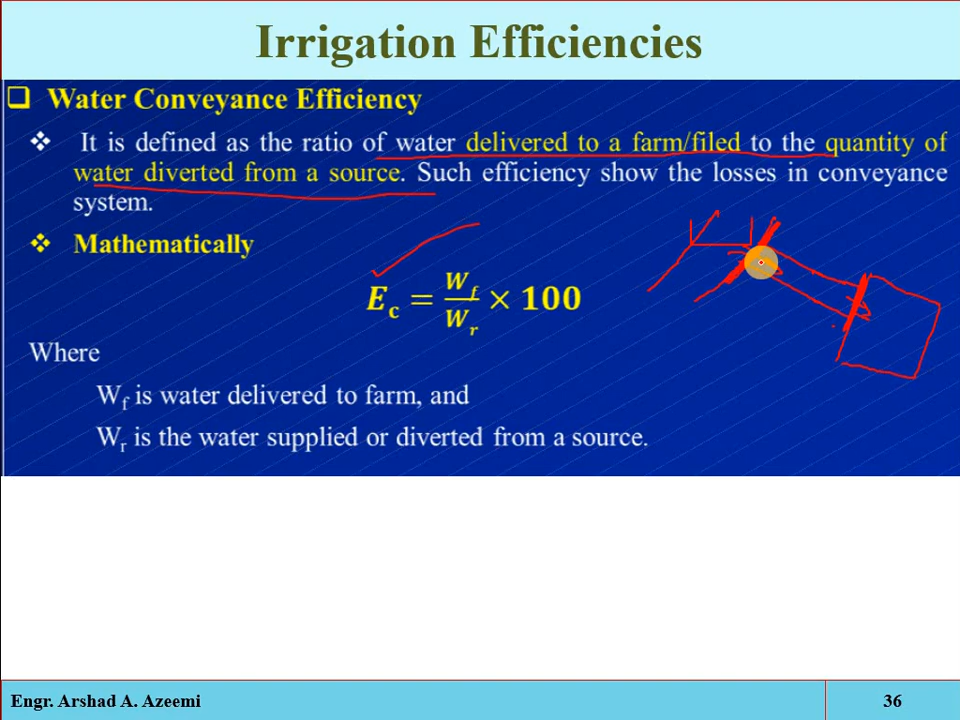 Irrigation Efficiencies
❑ Water Conveyance Efficiency
❖ It is defined as the ratio of water delivered to a farm/filed to the quantity of
water diverted from a source. Such efficiency show the losses in conveyance
system.
❖ Mathematically
E_c = W_f / W_r × 100
Where
W_f is water delivered to farm, and
W_r is the water supplied or diverted from a source.
Engr. Arshad A. Azeemi
36